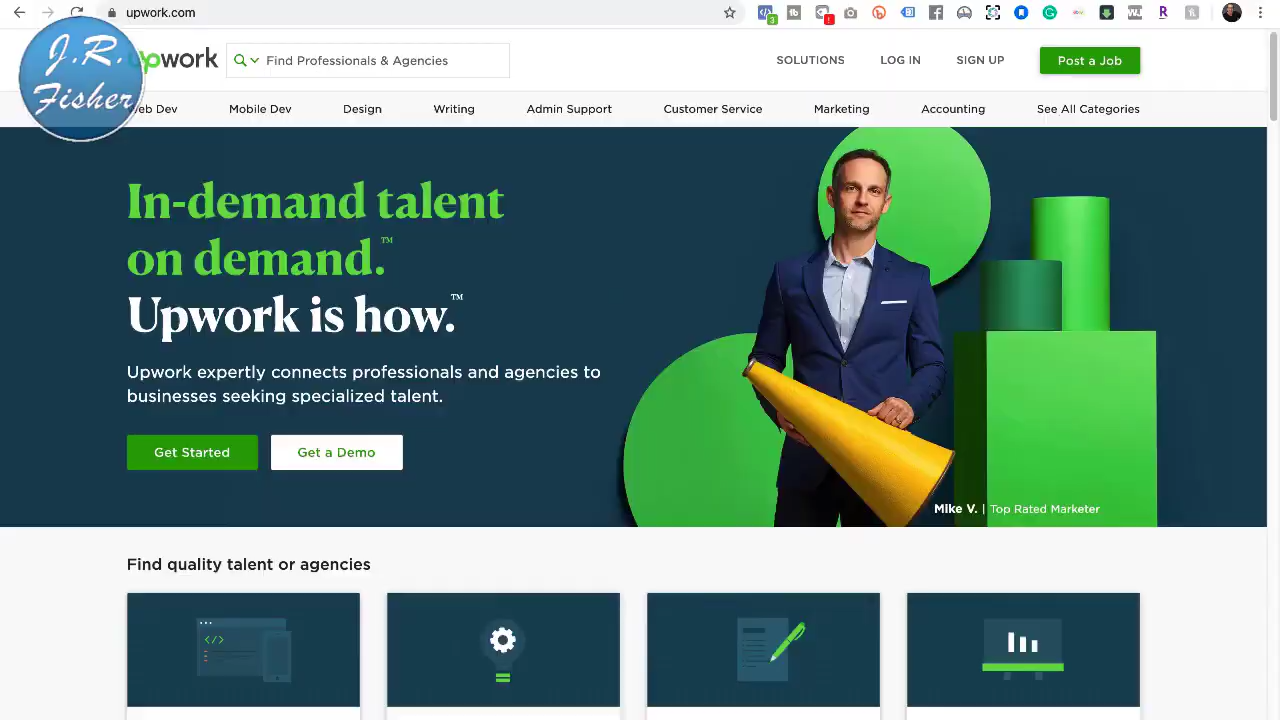 upwork.com
3
!
J.R.
Fisher
upwork
Find Professionals & Agencies
SOLUTIONS
LOG IN
SIGN UP
Post a Job
eb Dev
Mobile Dev
Design
Writing
Admin Support
Customer Service
Marketing
Accounting
See All Categories
In-demand talent
on demand.™
Upwork is how.™
Upwork expertly connects professionals and agencies to
businesses seeking specialized talent.
Get Started
Get a Demo
Mike V. | Top Rated Marketer
Find quality talent or agencies